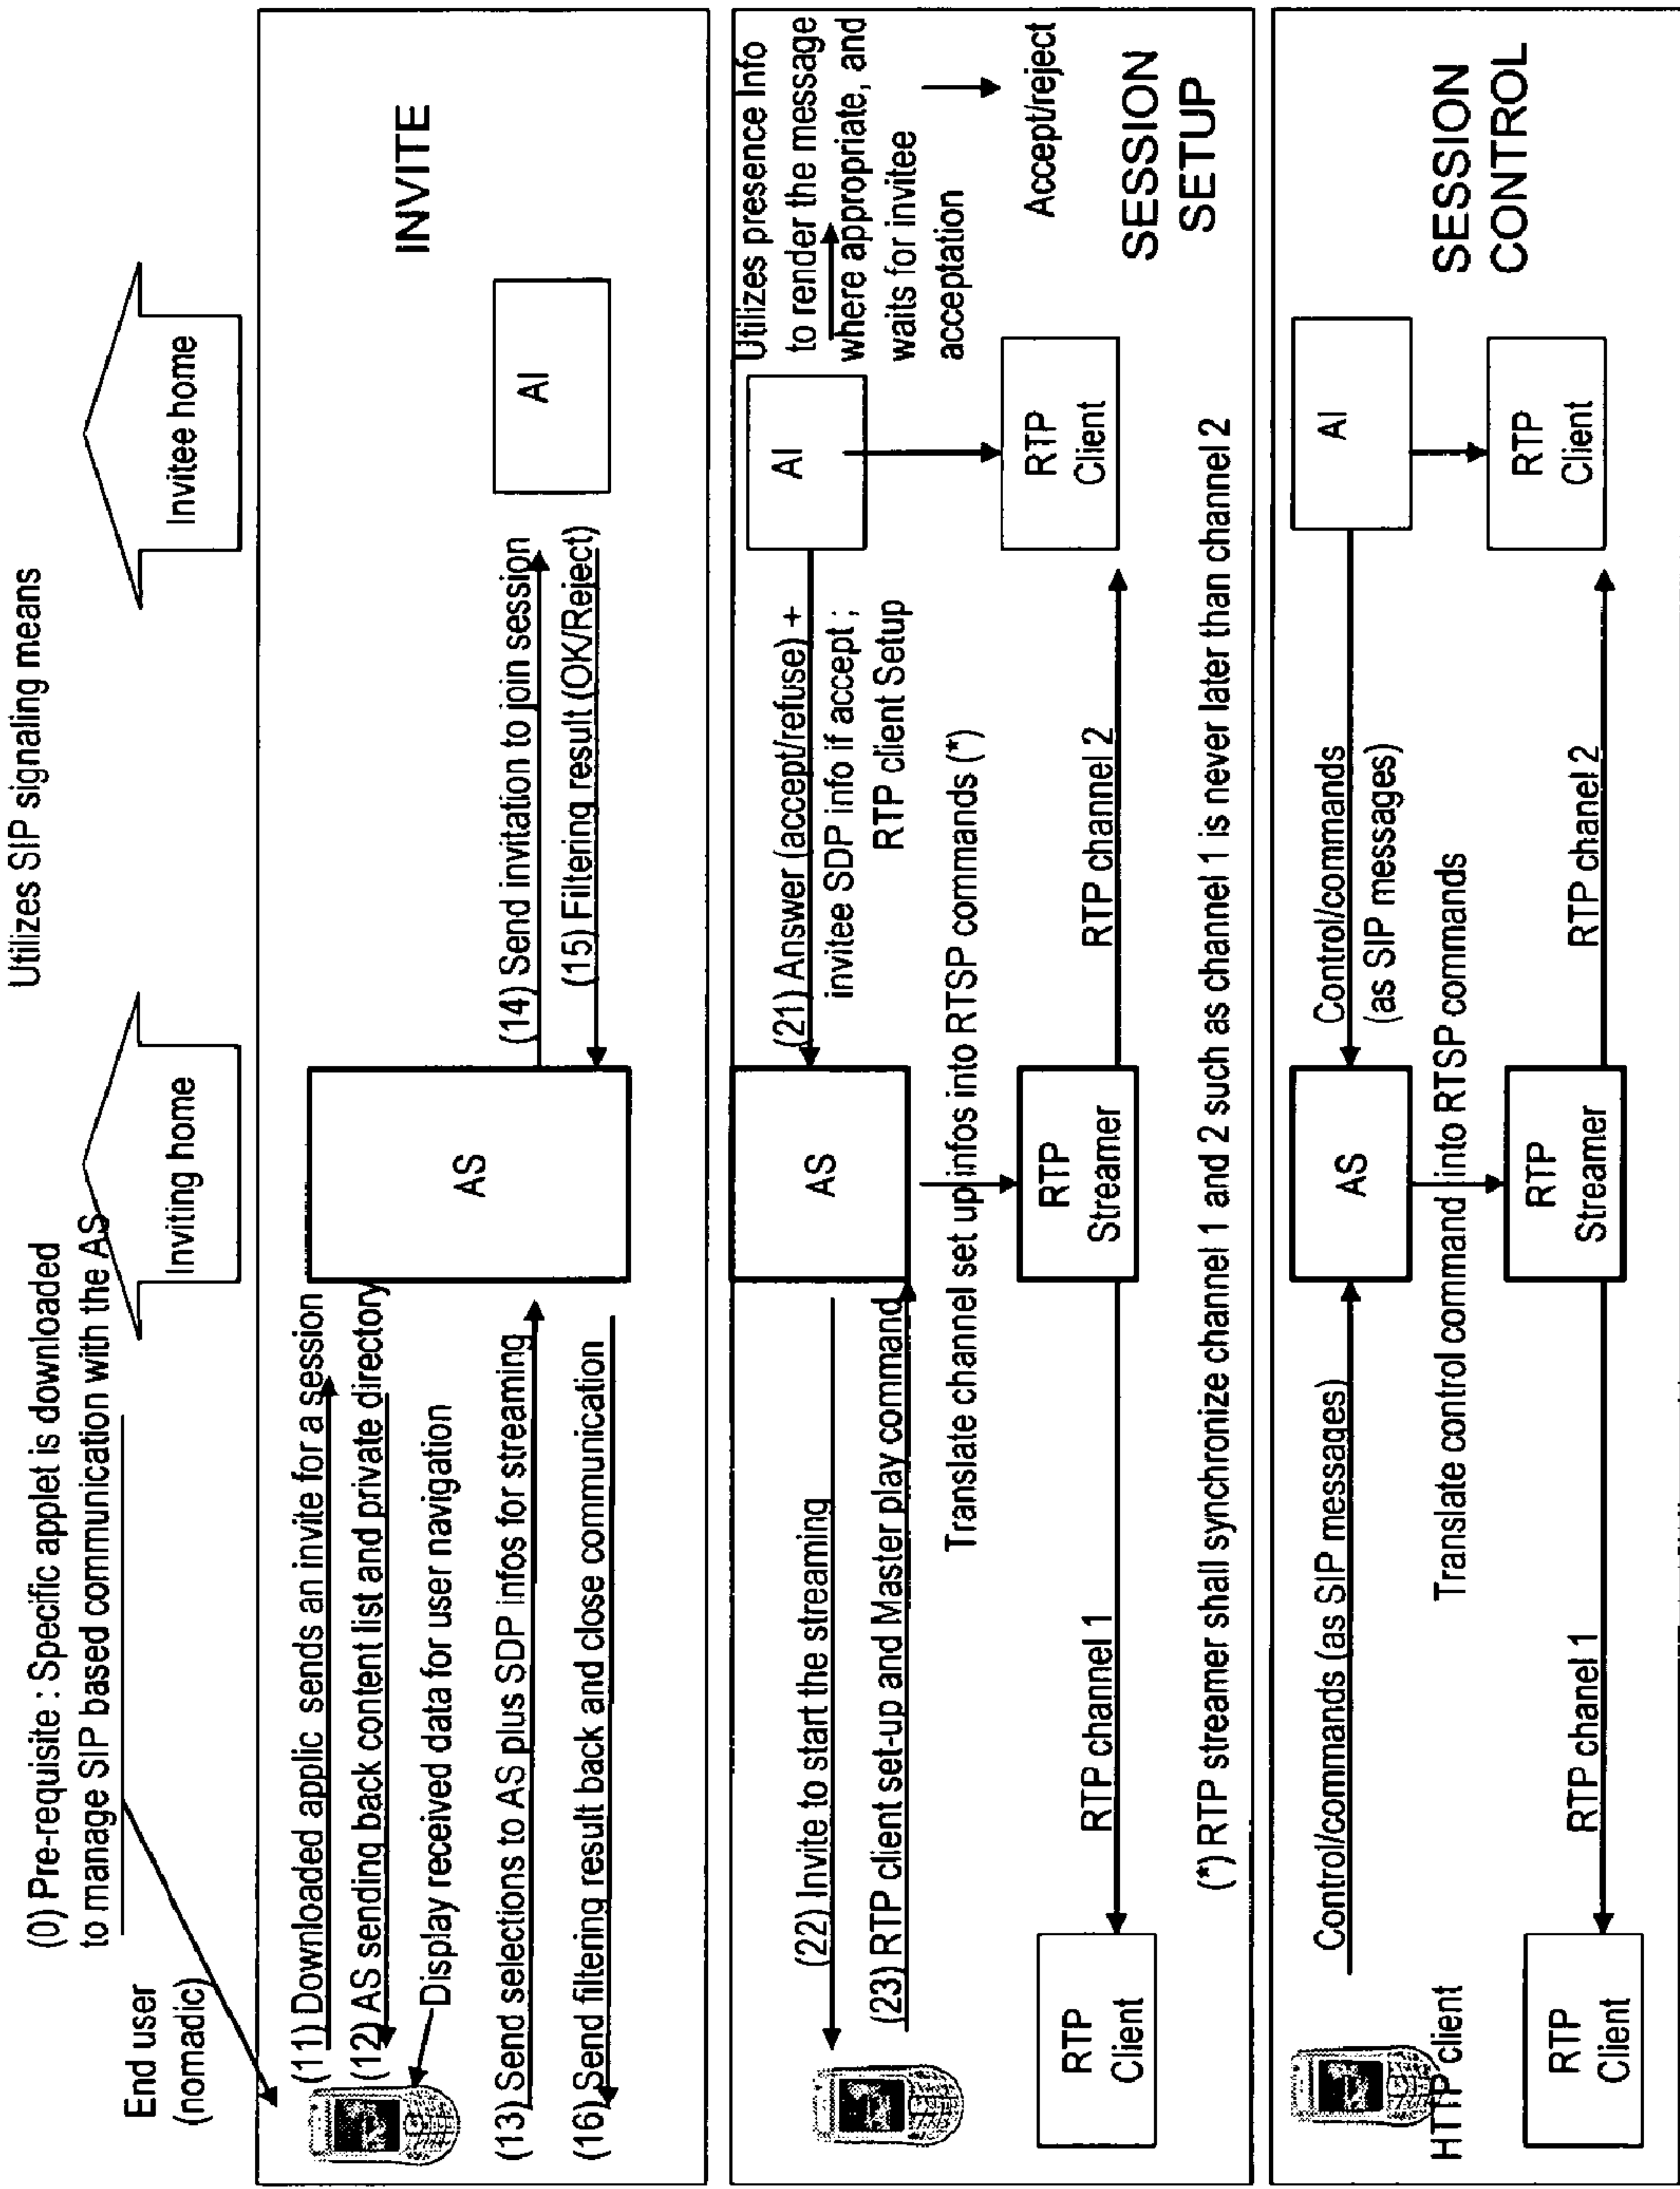 Utilizes SIP signaling means
(0) Pre-requisite : Specific applet is downloaded
to manage SIP based communication with the AS
End user
(nomadic)
Inviting home
Invitee home
INVITE
(11) Downloaded applic sends an invite for a session
(12) AS sending back content list and private directory
Display received data for user navigation
(13) Send selections to AS plus SDP infos for streaming
(16) Send filtering result back and close communication
AS
(14) Send invitation to join session
(15) Filtering result (OK/Reject)
AI
SESSION
SETUP
(22) Invite to start the streaming
(23) RTP client set-up and Master play command
AS
(21) Answer (accept/refuse) +
invitee SDP info if accept ;
RTP client Setup
AI
Utilizes presence Info
to render the message
where appropriate, and
waits for invitee
acceptation
Accept/reject
Translate channel set up infos into RTSP commands (*)
RTP
Client
RTP channel 1
RTP
Streamer
RTP channel 2
RTP
Client
(*) RTP streamer shall synchronize channel 1 and 2 such as channel 1 is never later than channel 2
SESSION
CONTROL
HTTP client
Control/commands (as SIP messages)
AS
Control/commands
(as SIP messages)
AI
Translate control command into RTSP commands
RTP
Client
RTP chanel 1
RTP
Streamer
RTP channel 2
RTP
Client